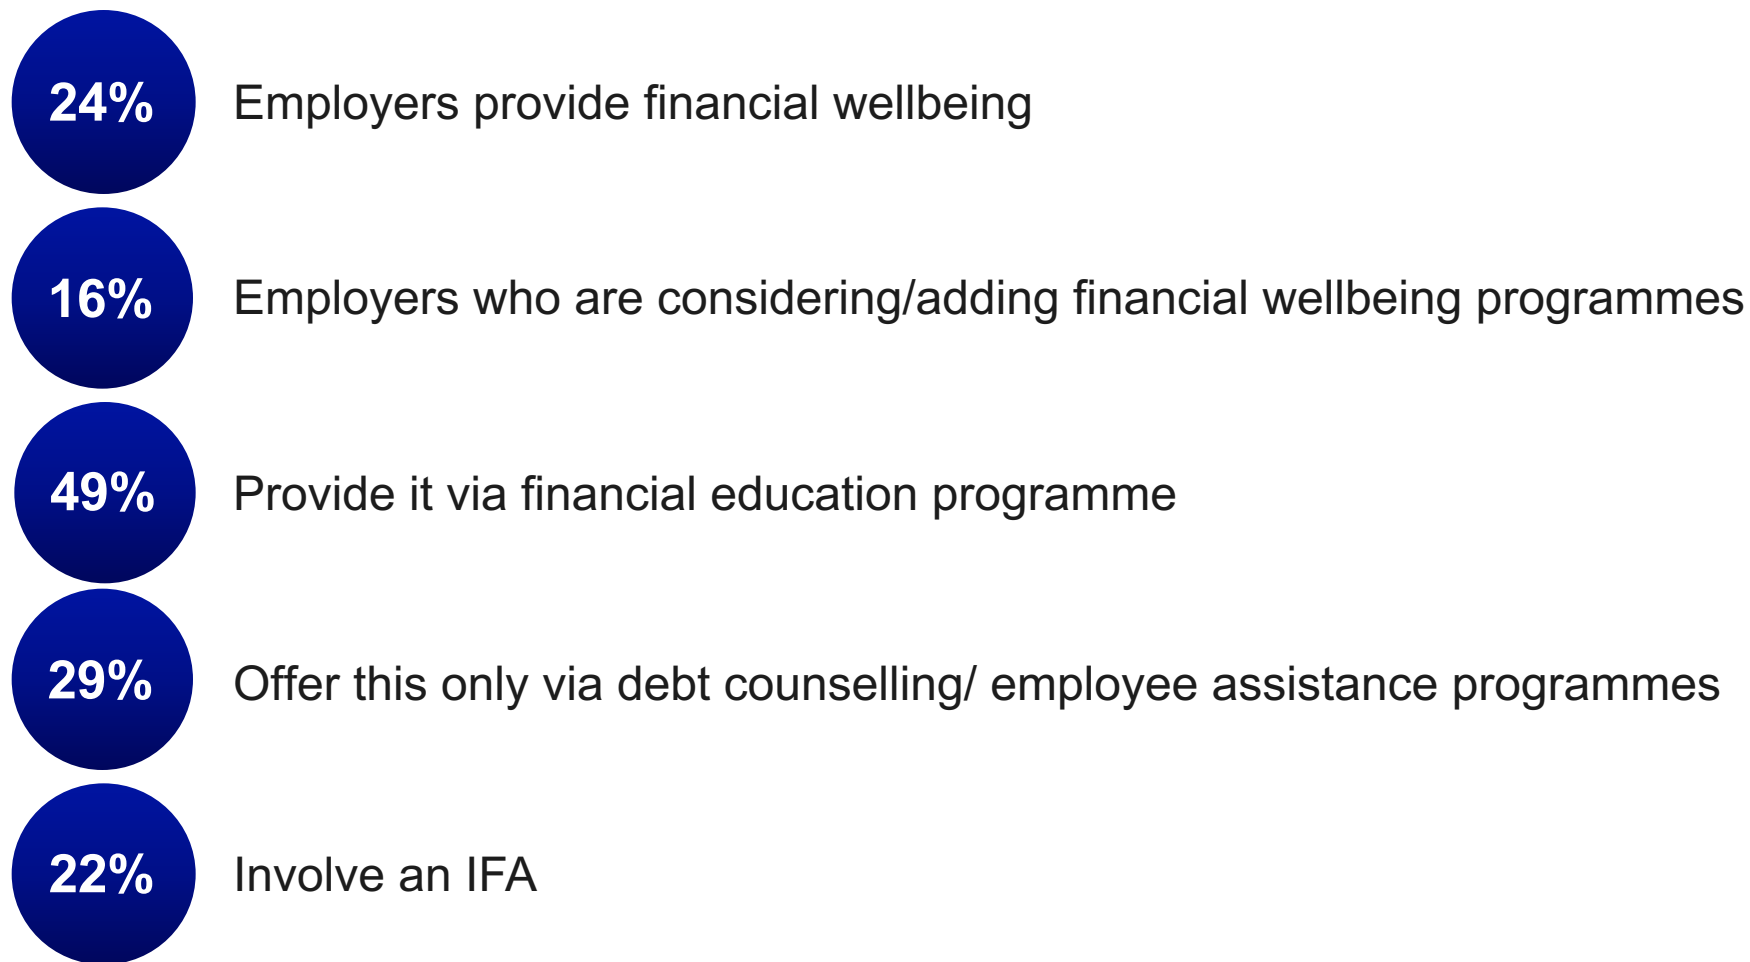 24% Employers provide financial wellbeing
16% Employers who are considering/adding financial wellbeing programmes
49% Provide it via financial education programme
29% Offer this only via debt counselling/ employee assistance programmes
22% Involve an IFA